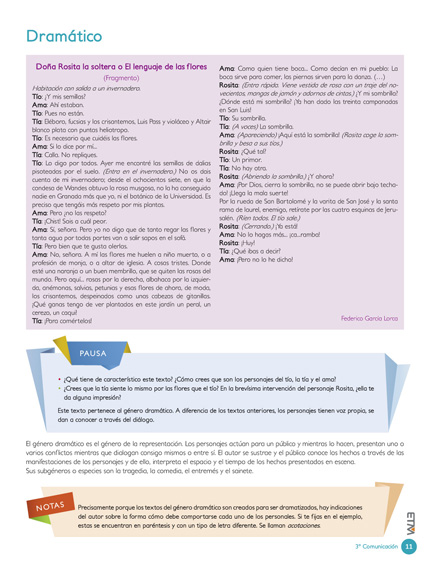 Dramático
Doña Rosita la soltera o El lenguaje de las flores
(Fragmento)
Habitación con salida a un invernadero.
Tío: ¿Y mis semillas?
Ama: Ahí estaban.
Tío: Pues no están.
Tía: Eléboro, fucsias y los crisantemos, Luis Passy violáceo y Altair
blanco plata con puntas heliotropo.
Tío: Es necesario que cuidéis las flores.
Ama: Si lo dice por mí...
Tía: Calla. No repliques.
Tío: Lo digo por todos. Ayer me encontré las semillas de dalias
pisoteadas por el suelo. (Entra en el invernadero.) No os dais
cuenta de mi invernadero; desde el ochocientos siete, en que la
condesa de Wandes obtuvo la rosa muscosa, no la ha conseguido
nadie en Granada más que yo, ni el botánico de la Universidad. Es
preciso que tengáis más respeto por mis plantas.
Ama: Pero ¿no las respeto?
Tía: ¡Chist! Sois a cuál peor.
Ama: Sí, señora. Pero yo no digo que de tanto regar las flores y
tanta agua por todas partes van a salir sapos en el sofá.
Tía: Pero bien que te gusta olerlas.
Ama: No, señora. A mí las flores me huelen a niño muerto, o a
profesión de monja, o a altar de iglesia. A cosas tristes. Donde
esté una naranja o un buen membrillo, que se quiten las rosas del
mundo. Pero aquí... rosas por la derecha, albahaca por la izquier-
da, anémonas, salvias, petunias y esas flores de ahora, de moda,
los crisantemos, despeinados como unas cabezas de gitanillas.
¡Qué ganas tengo de ver plantados en este jardín un peral, un
cerezo, un caqui!
Tía: ¡Para comértelos!
Ama: Como quien tiene boca... Como decían en mi pueblo: La
boca sirve para comer, las piernas sirven para la danza. (…)
Rosita: (Entra rápida. Viene vestida de rosa con un traje del no-
vecientos, mangas de jamón y adornos de cintas.) ¿Y mi sombrilla?
¿Dónde está mi sombrilla? ¡Ya han dado las treinta campanadas
en San Luis!
Tío: Su sombrilla.
Tía: (A voces) La sombrilla.
Ama: (Apareciendo) ¡Aquí está la sombrilla! (Rosita coge la som-
brilla y besa a sus tíos.)
Rosita: ¿Qué tal?
Tío: Un primor.
Tía: No hay otra.
Rosita: (Abriendo la sombrilla.) ¿Y ahora?
Ama: ¡Por Dios, cierra la sombrilla, no se puede abrir bajo techa-
do! ¡Llega la mala suerte!
Por la rueda de San Bartolomé y la varita de San José y la santa
rama de laurel, enemigo, retírate por las cuatro esquinas de Jeru-
salén. (Ríen todos. El tío sale.)
Rosita: (Cerrando.) ¡Ya está!
Ama: No lo hagas más... ¡ca...ramba!
Rosita: ¡Huy!
Tía: ¿Qué ibas a decir?
Ama: ¡Pero no lo he dicho!
Federico García Lorca
PAUSA
• ¿Qué tiene de característico este texto? ¿Cómo crees que son los personajes del tío, la tía y el ama?
• ¿Crees que la tía siente lo mismo por las flores que el tío? En la brevísima intervención del personaje Rosita, ¿ella te
da alguna impresión?
Este texto pertenece al género dramático. A diferencia de los textos anteriores, los personajes tienen voz propia, se
dan a conocer a través del diálogo.
El género dramático es el género de la representación. Los personajes actúan para un público y mientras lo hacen, presentan uno o
varios conflictos mientras que dialogan consigo mismos o entre sí. El autor se sustrae y el público conoce los hechos a través de las
manifestaciones de los personajes y de ello, interpreta el espacio y el tiempo de los hechos presentados en escena.
Sus subgéneros o especies son la tragedia, la comedia, el entremés y el sainete.
NOTAS
Precisamente porque los textos del género dramático son creados para ser dramatizados, hay indicaciones
del autor sobre la forma cómo debe comportarse cada uno de los personajes. Si te fijas en el ejemplo,
estas se encuentran en paréntesis y con un tipo de letra diferente. Se llaman acotaciones.
3° Comunicación 11